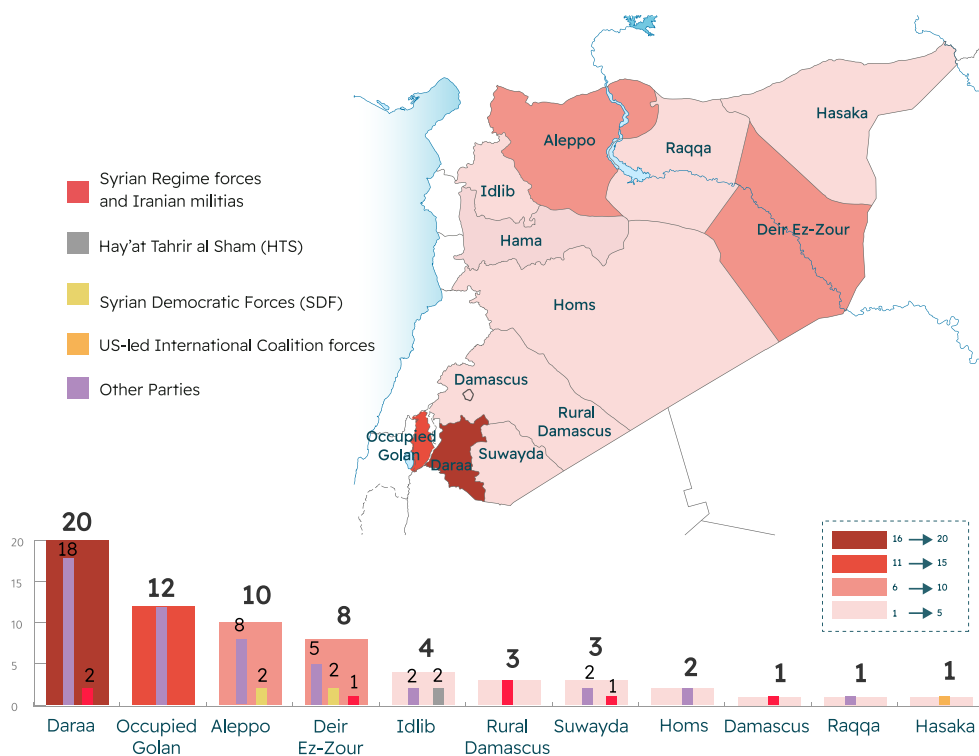 Hasaka
Aleppo
Raqqa
Idlib
Deir Ez-Zour
Hama
Homs
Damascus
Rural
Damascus
Occupied
Golan
Daraa
Suwayda
Syrian Regime forces
and Iranian militias
Hay'at Tahrir al Sham (HTS)
Syrian Democratic Forces (SDF)
US-led International Coalition forces
Other Parties
16 → 20
11 → 15
6 → 10
1 → 5
20
15
10
5
0
20
18
2
12
10
8
2
8
5
2
1
4
2
2
3
3
2
1
2
1
1
1
Daraa
Occupied
Golan
Aleppo
Deir
Ez-Zour
Idlib
Rural
Damascus
Suwayda
Homs
Damascus
Raqqa
Hasaka